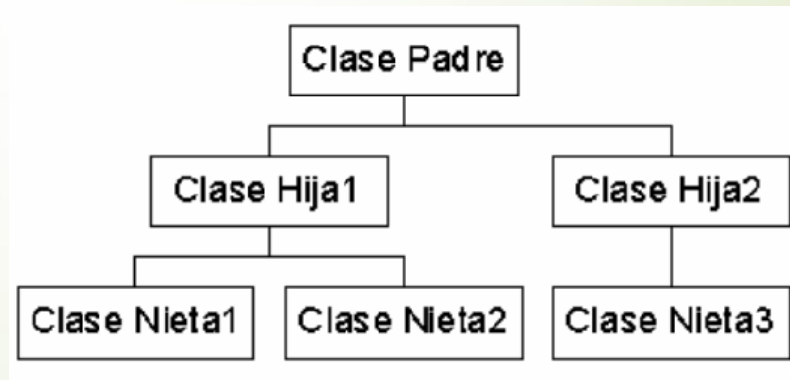 Clase Padre
Clase Hija1
Clase Hija2
Clase Nieta1
Clase Nieta2
Clase Nieta3